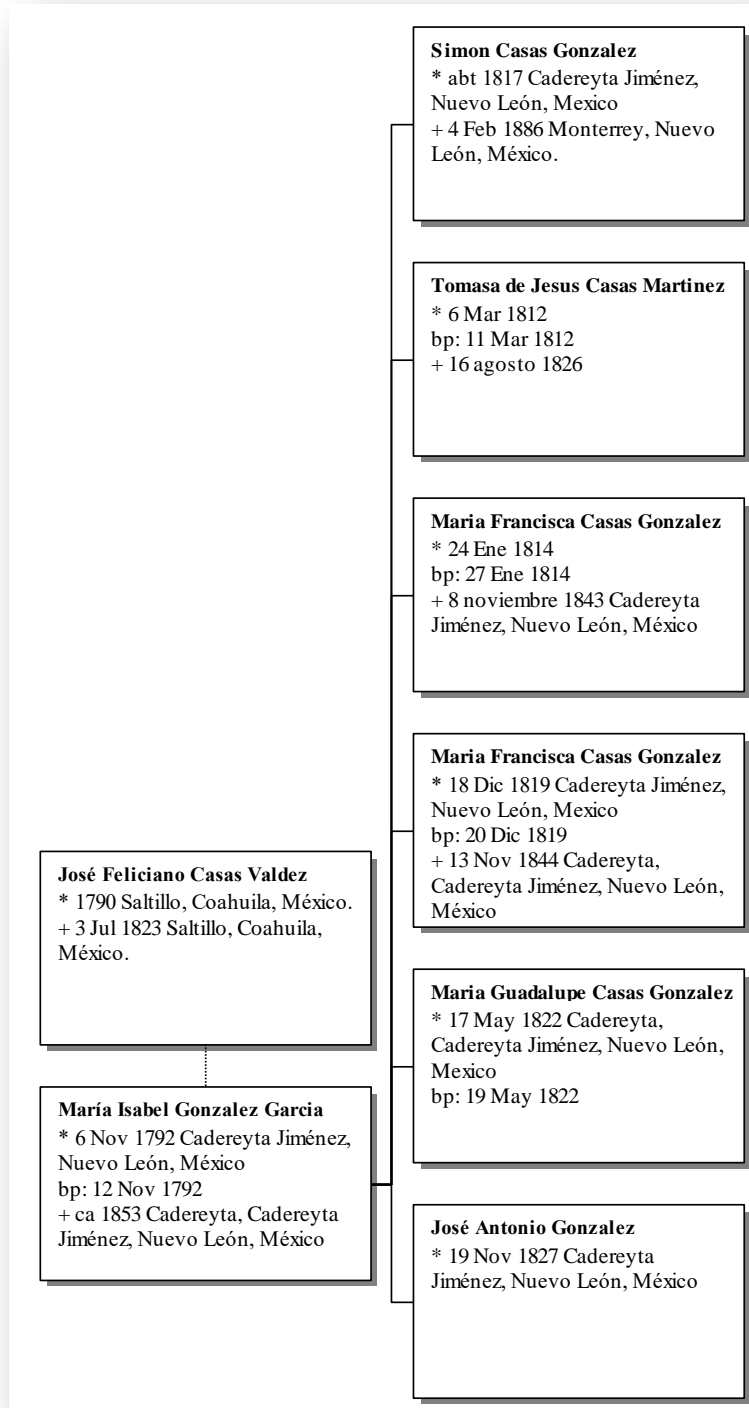 Simon Casas Gonzalez
* abt 1817 Cadereyta Jiménez,
Nuevo León, Mexico
+ 4 Feb 1886 Monterrey, Nuevo
León, México.
Tomasa de Jesus Casas Martinez
* 6 Mar 1812
bp: 11 Mar 1812
+ 16 agosto 1826
Maria Francisca Casas Gonzalez
* 24 Ene 1814
bp: 27 Ene 1814
+ 8 noviembre 1843 Cadereyta
Jiménez, Nuevo León, México
Maria Francisca Casas Gonzalez
* 18 Dic 1819 Cadereyta Jiménez,
Nuevo León, Mexico
bp: 20 Dic 1819
+ 13 Nov 1844 Cadereyta,
Cadereyta Jiménez, Nuevo León,
México
José Feliciano Casas Valdez
* 1790 Saltillo, Coahuila, México.
+ 3 Jul 1823 Saltillo, Coahuila,
México.
Maria Guadalupe Casas Gonzalez
* 17 May 1822 Cadereyta,
Cadereyta Jiménez, Nuevo León,
Mexico
bp: 19 May 1822
María Isabel Gonzalez Garcia
* 6 Nov 1792 Cadereyta Jiménez,
Nuevo León, México
bp: 12 Nov 1792
+ ca 1853 Cadereyta, Cadereyta
Jiménez, Nuevo León, México
José Antonio Gonzalez
* 19 Nov 1827 Cadereyta
Jiménez, Nuevo León, México